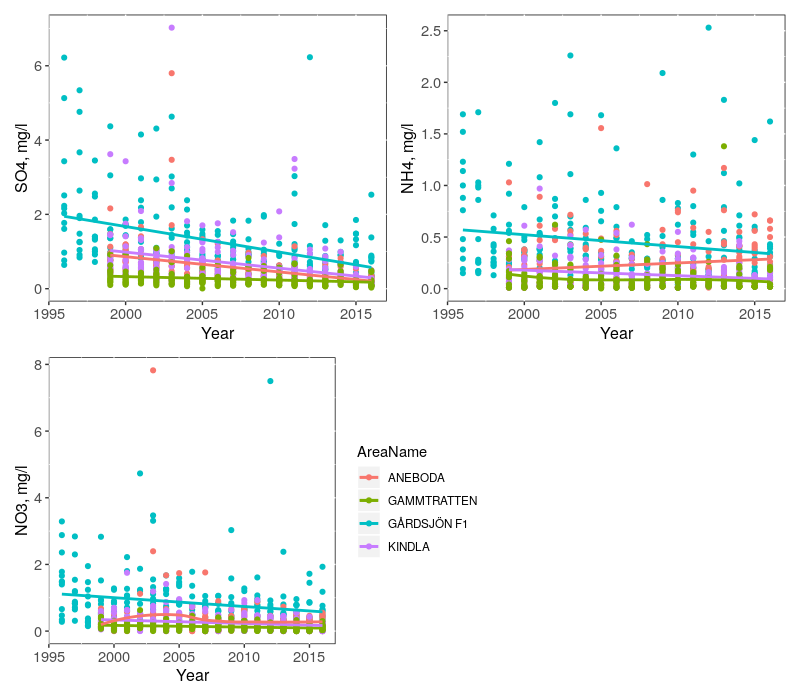 SO4, mg/l
6
4
2
0
1995 2000 2005 2010 2015
Year
NH4, mg/l
2.5
2.0
1.5
1.0
0.5
0.0
1995 2000 2005 2010 2015
Year
NO3, mg/l
8
6
4
2
0
1995 2000 2005 2010 2015
Year
AreaName
ANEBODA
GAMMTRATTEN
GÅRDSJÖN F1
KINDLA